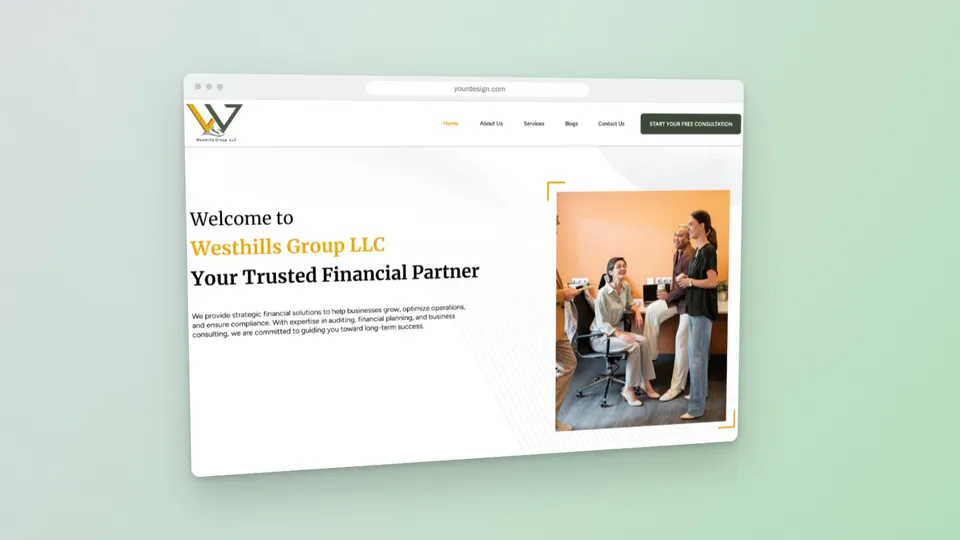 yourdesign.com
Westhills Group LLC
Home
About Us
Services
Blogs
Contact Us
START YOUR FREE CONSULTATION
Welcome to
Westhills Group LLC
Your Trusted Financial Partner
We provide strategic financial solutions to help businesses grow, optimize operations,
and ensure compliance. With expertise in auditing, financial planning, and business
consulting, we are committed to guiding you toward long-term success.